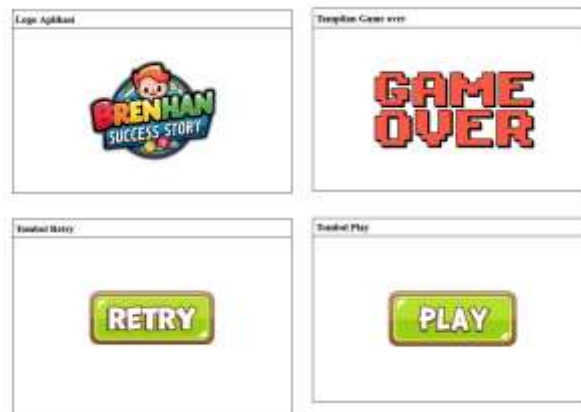 Logo Aplikasi
BRENHAN
SUCCESS STORY
Tampilan Game over
GAME
OVER
Tombol Retry
RETRY
Tombol Play
PLAY